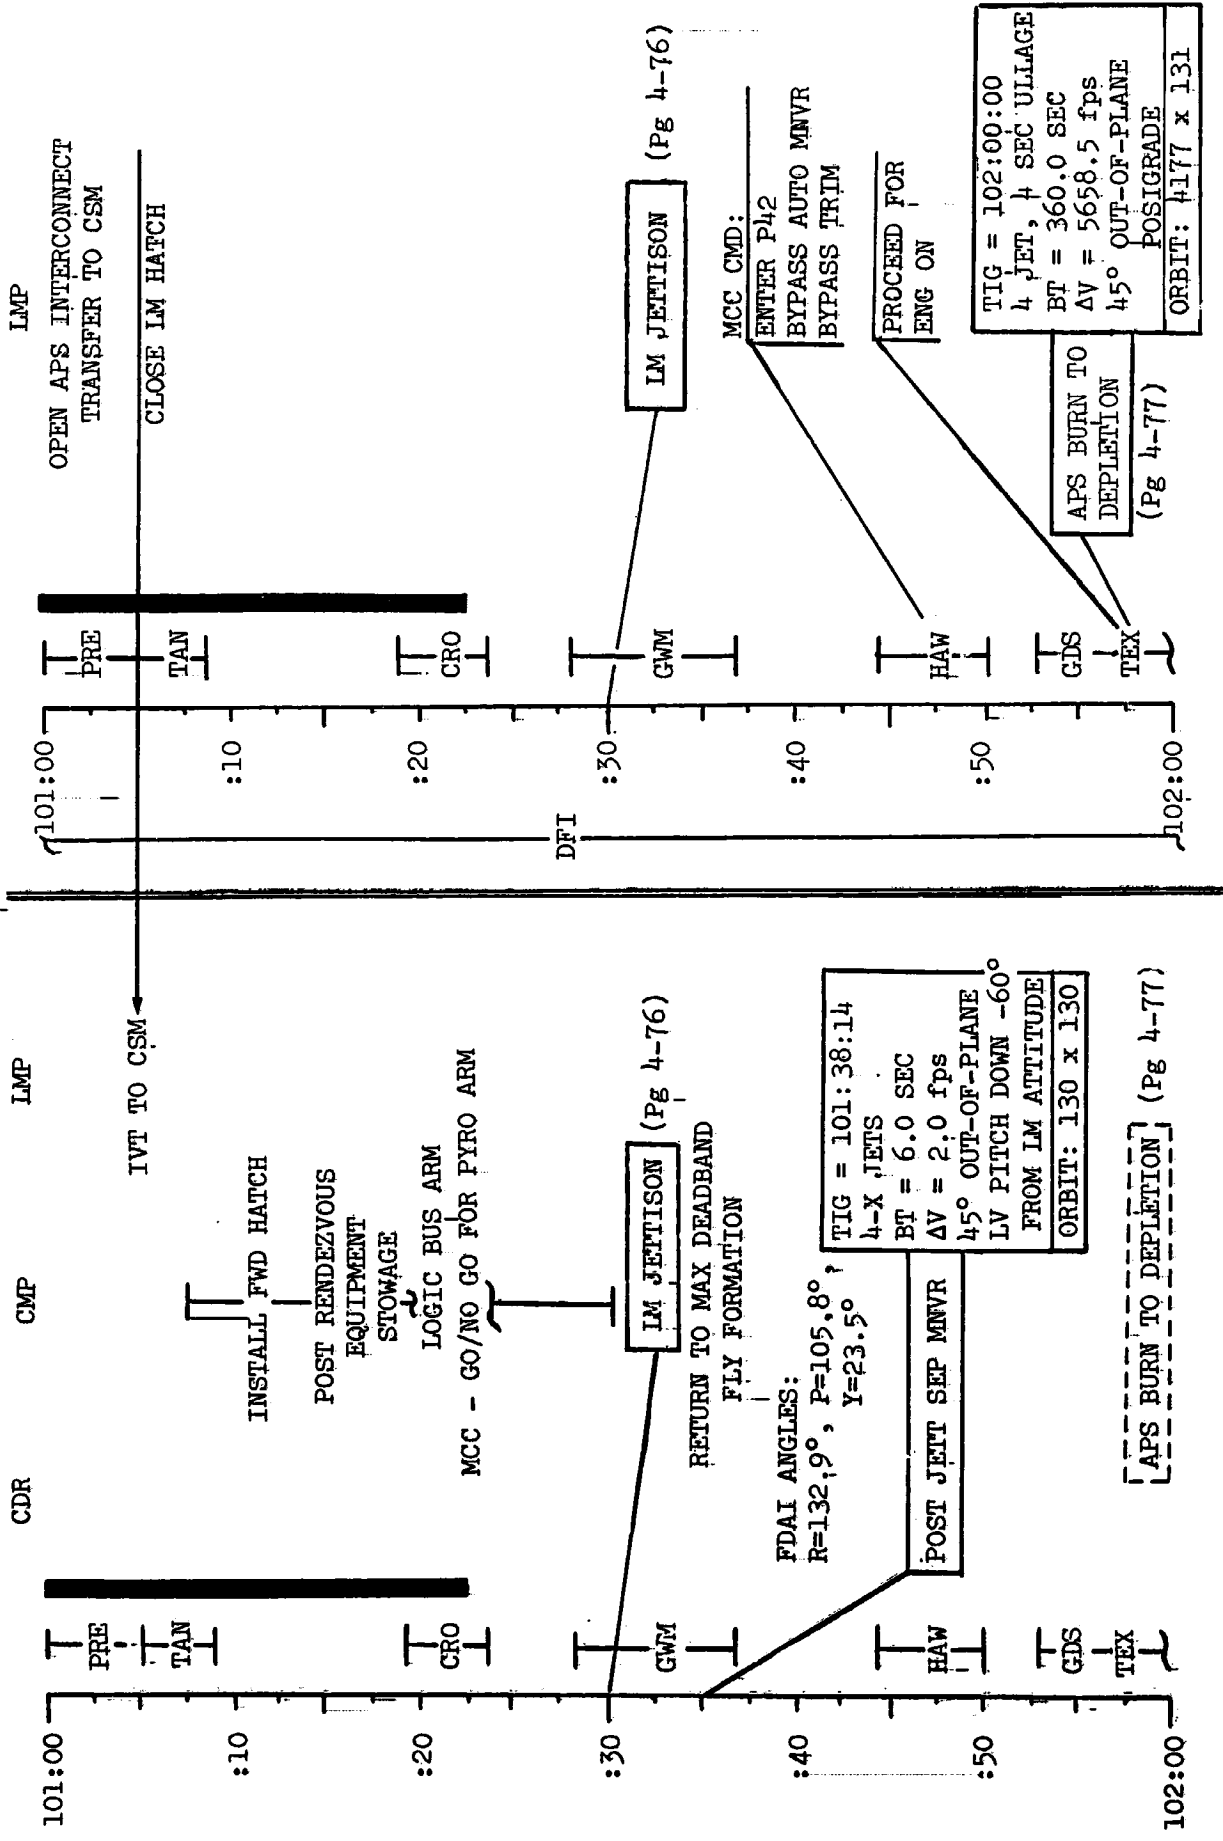 CDR
CMP
LMP
101:00
:10
:20
:30
:40
:50
102:00
PRE
TAN
CRO
GWM
HAW
GDS
TEX
IVT TO CSM
INSTALL FWD HATCH
POST RENDEZVOUS
EQUIPMENT
STOWAGE
LOGIC BUS ARM
MCC - GO/NO GO FOR PYRO ARM
LM JETTISON (Pg 4-76)
RETURN TO MAX DEADBAND
FLY FORMATION
FDAI ANGLES:
R=132.9°, P=105.8°,
Y=23.5°
POST JETT SEP MNVR
TIG = 101:38:14
4-X JETS
BT = 6.0 SEC
ΔV = 2.0 fps
45° OUT-OF-PLANE
LV PITCH DOWN -60°
FROM LM ATTITUDE
ORBIT: 130 x 130
APS BURN TO DEPLETION (Pg 4-77)
LMP
101:00
:10
:20
:30
:40
:50
102:00
DFI
PRE
TAN
CRO
GWM
HAW
GDS
TEX
OPEN APS INTERCONNECT
TRANSFER TO CSM
CLOSE LM HATCH
LM JETTISON (Pg 4-76)
MCC CMD:
ENTER P42
BYPASS AUTO MNVR
BYPASS TRIM
PROCEED FOR
ENG ON
APS BURN TO
DEPLETION
(Pg 4-77)
TIG = 102:00:00
4 JET, 4 SEC ULLAGE
BT = 360.0 SEC
ΔV = 5658.5 fps
45° OUT-OF-PLANE
POSIGRADE
ORBIT: 4177 x 131